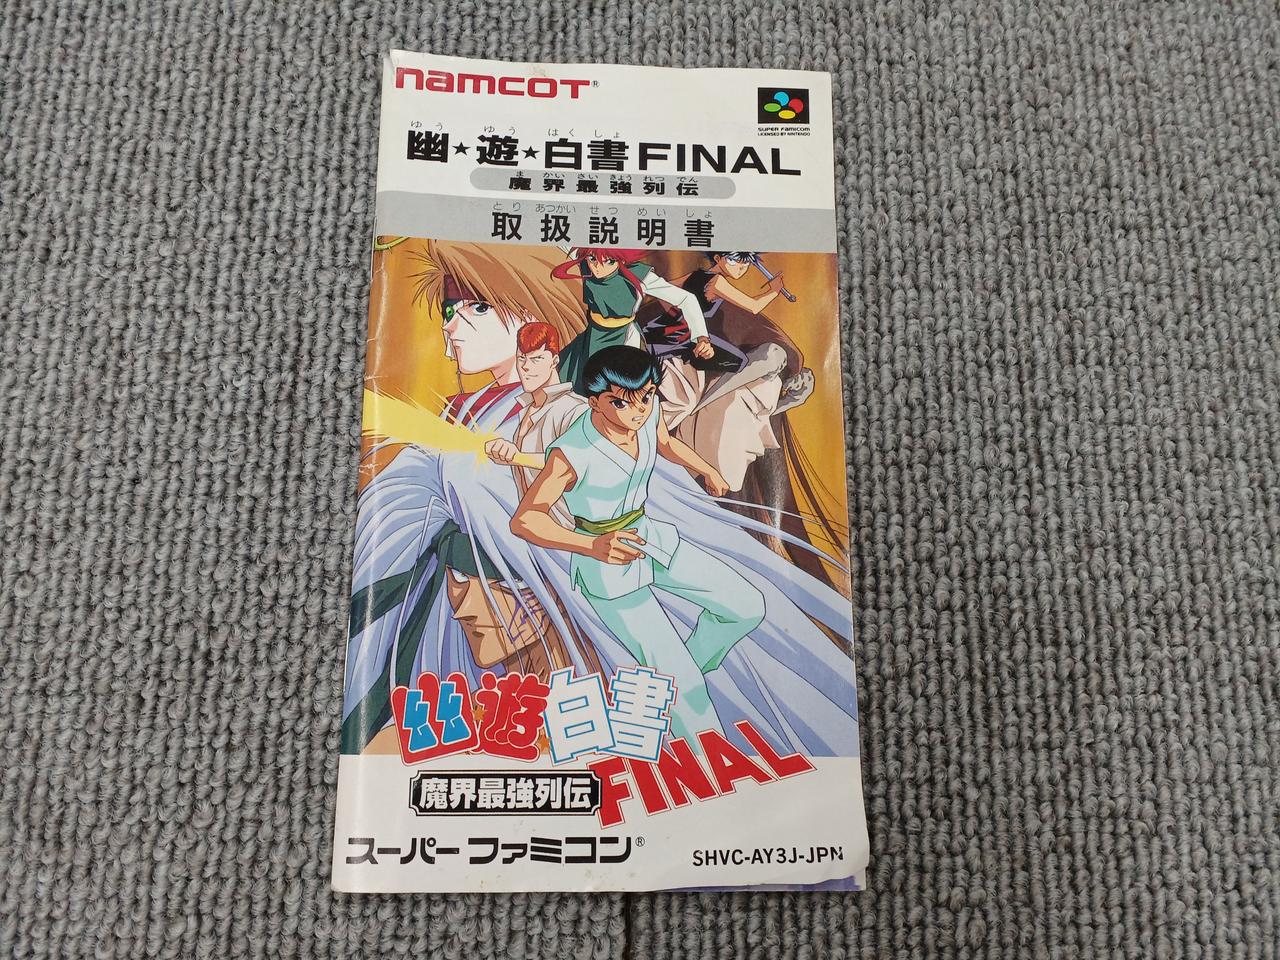 namcot®
SUPER FAMICOM
LICENSED BY NINTENDO
ゆう ゆう はくしょ
幽★遊★白書FINAL
ま かい さい きょう れつ でん
魔界最強列伝
とり あつかい せつ めい しょ
取扱説明書
幽★遊★白書
FINAL
魔界最強列伝
スーパーファミコン®
SHVC-AY3J-JPN